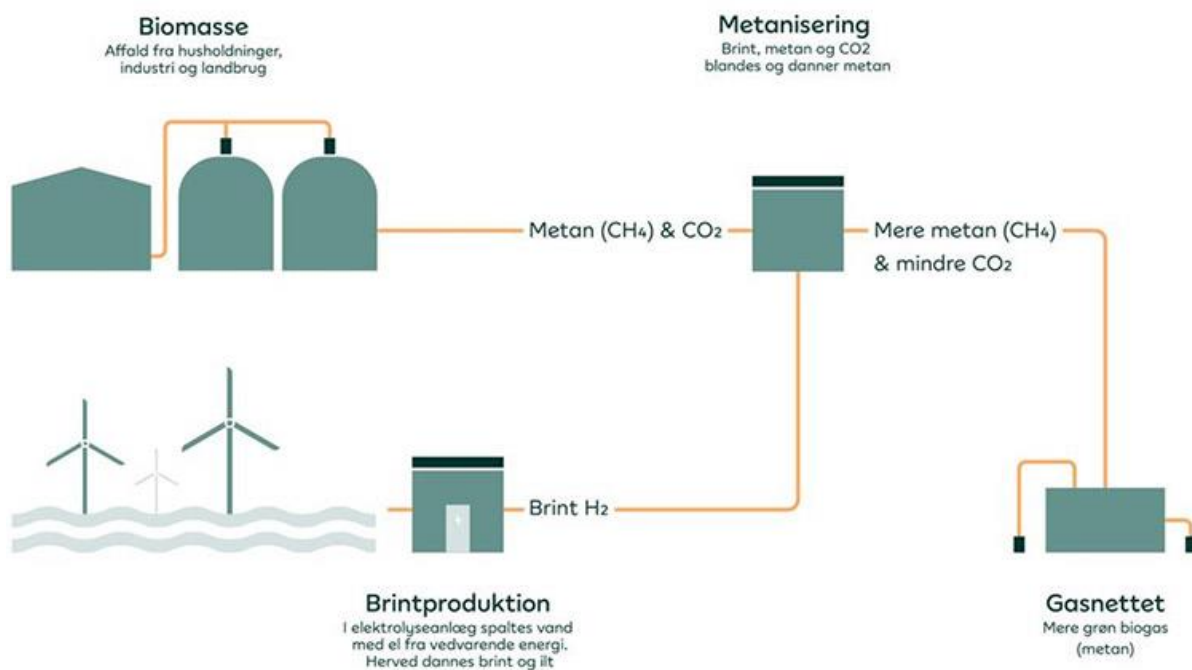 Biomasse
Affald fra husholdninger,
industri og landbrug
Metanisering
Brint, metan og CO2
blandes og danner metan
Metan (CH₄) & CO₂
Mere metan (CH₄)
& mindre CO₂
Brint H₂
Brintproduktion
I elektrolyseanlæg spaltes vand
med el fra vedvarende energi.
Herved dannes brint og ilt
Gasnettet
Mere grøn biogas
(metan)